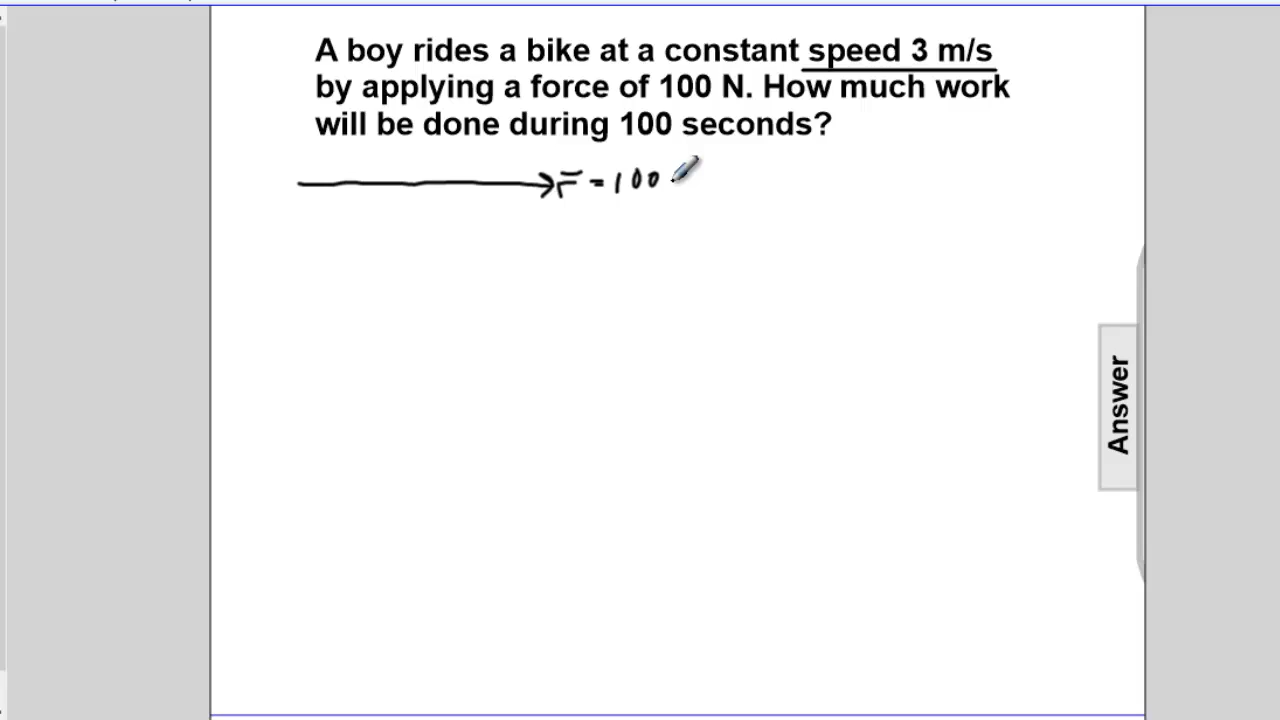 A boy rides a bike at a constant speed 3 m/s
by applying a force of 100 N. How much work
will be done during 100 seconds?
F = 100
Answer